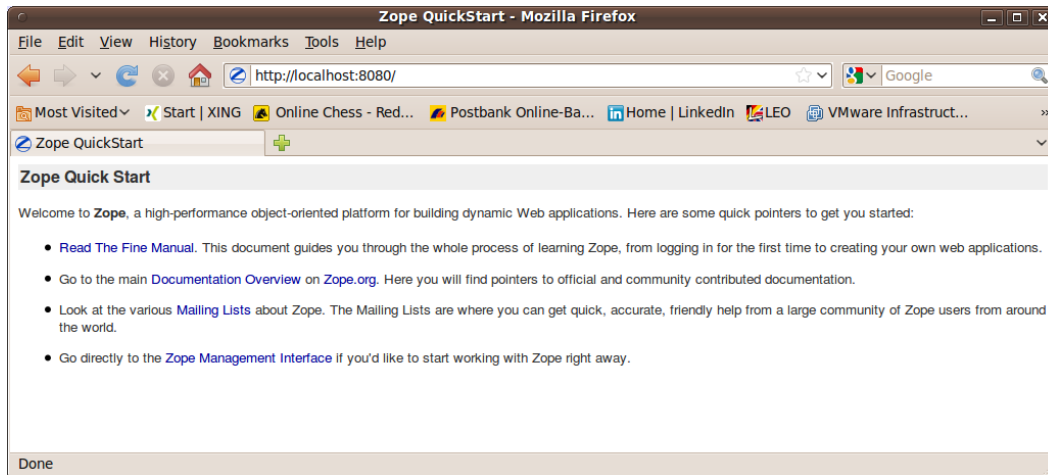 Zope QuickStart - Mozilla Firefox
File Edit View History Bookmarks Tools Help
http://localhost:8080/ Google
Most Visited Start | XING Online Chess - Red... Postbank Online-Ba... Home | LinkedIn LEO VMware Infrastruct... »
Zope QuickStart
Zope Quick Start
Welcome to Zope, a high-performance object-oriented platform for building dynamic Web applications. Here are some quick pointers to get you started:
Read The Fine Manual. This document guides you through the whole process of learning Zope, from logging in for the first time to creating your own web applications.
Go to the main Documentation Overview on Zope.org. Here you will find pointers to official and community contributed documentation.
Look at the various Mailing Lists about Zope. The Mailing Lists are where you can get quick, accurate, friendly help from a large community of Zope users from around
the world.
Go directly to the Zope Management Interface if you'd like to start working with Zope right away.
Done